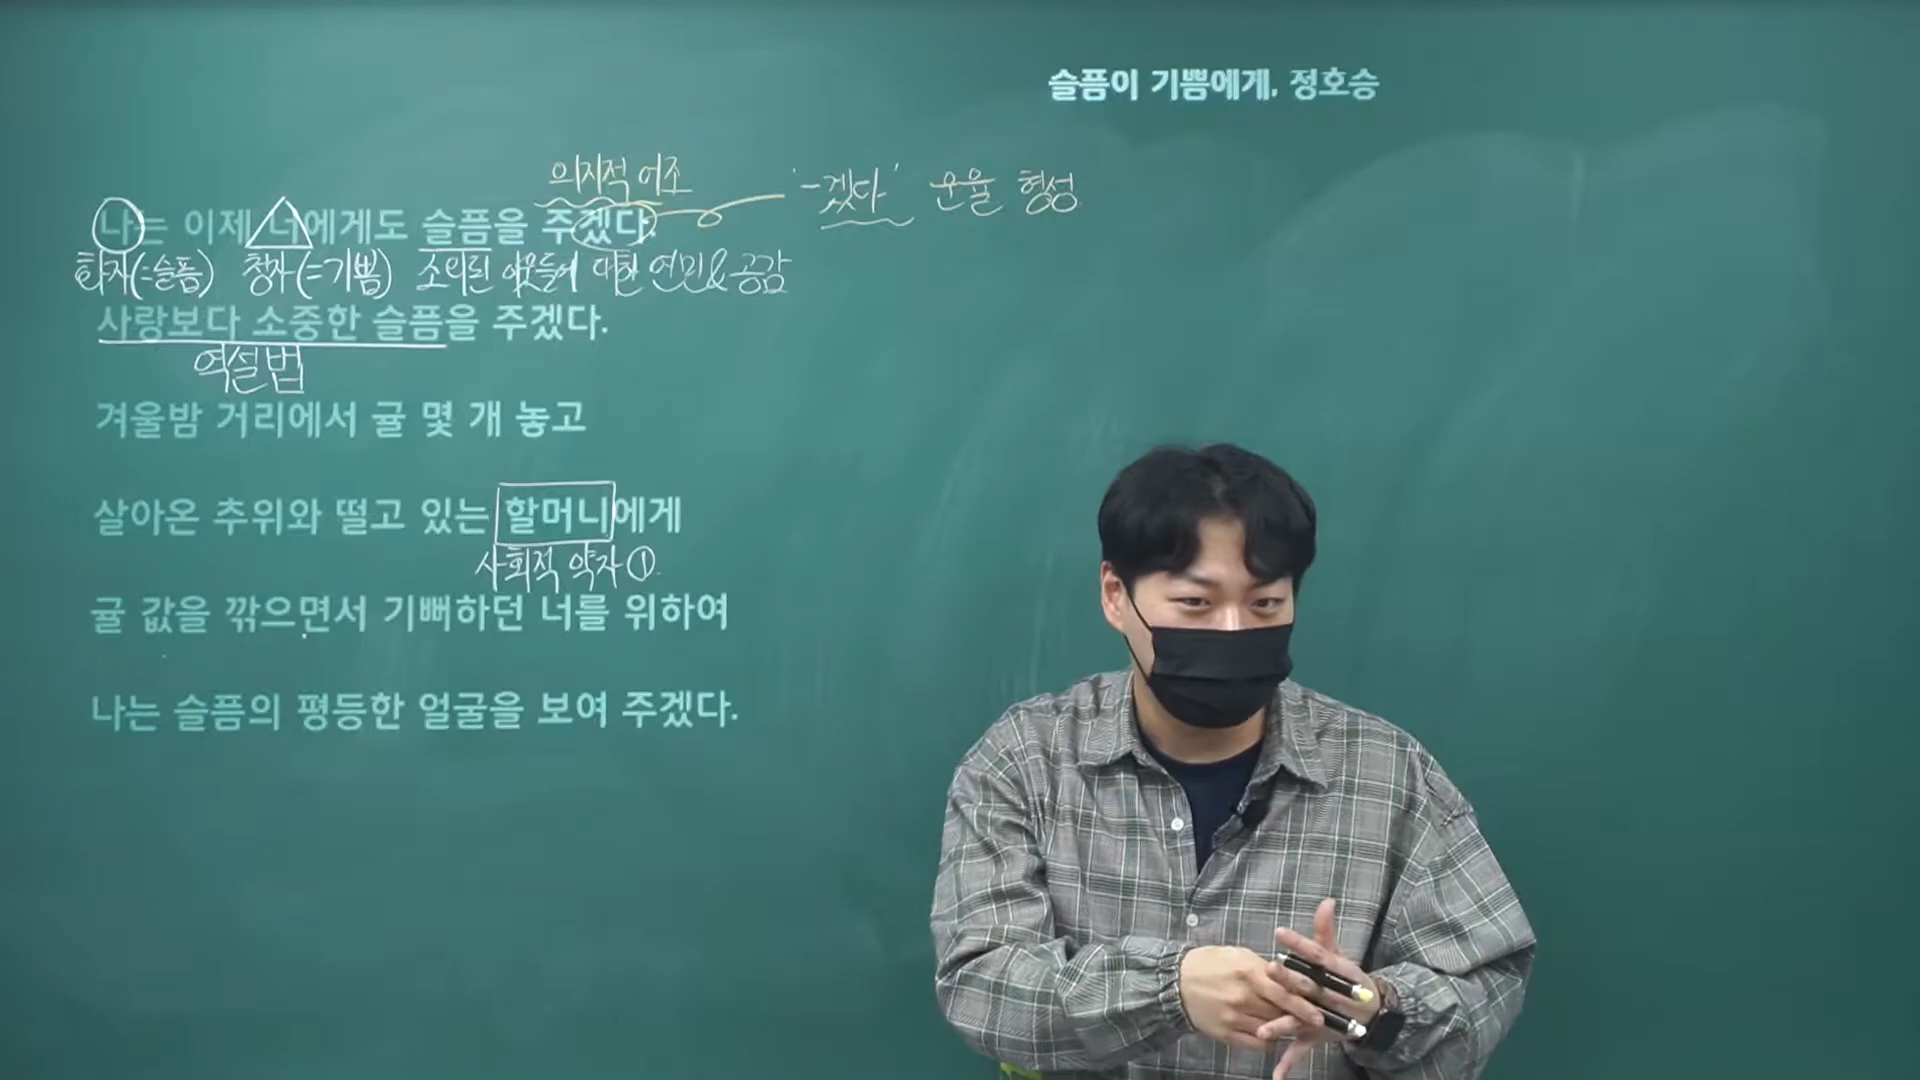 슬픔이 기쁨에게, 정호승
의지적 어조
'-겠다' 운율 형성
나는 이제 너에게도 슬픔을 주겠다.
화자(=슬픔) 청자(=기쁨) 소외된 이웃들에 대한 연민&공감
사랑보다 소중한 슬픔을 주겠다.
역설법
겨울밤 거리에서 귤 몇 개 놓고
살아온 추위와 떨고 있는 할머니에게
사회적 약자①
귤 값을 깎으면서 기뻐하던 너를 위하여
나는 슬픔의 평등한 얼굴을 보여 주겠다.